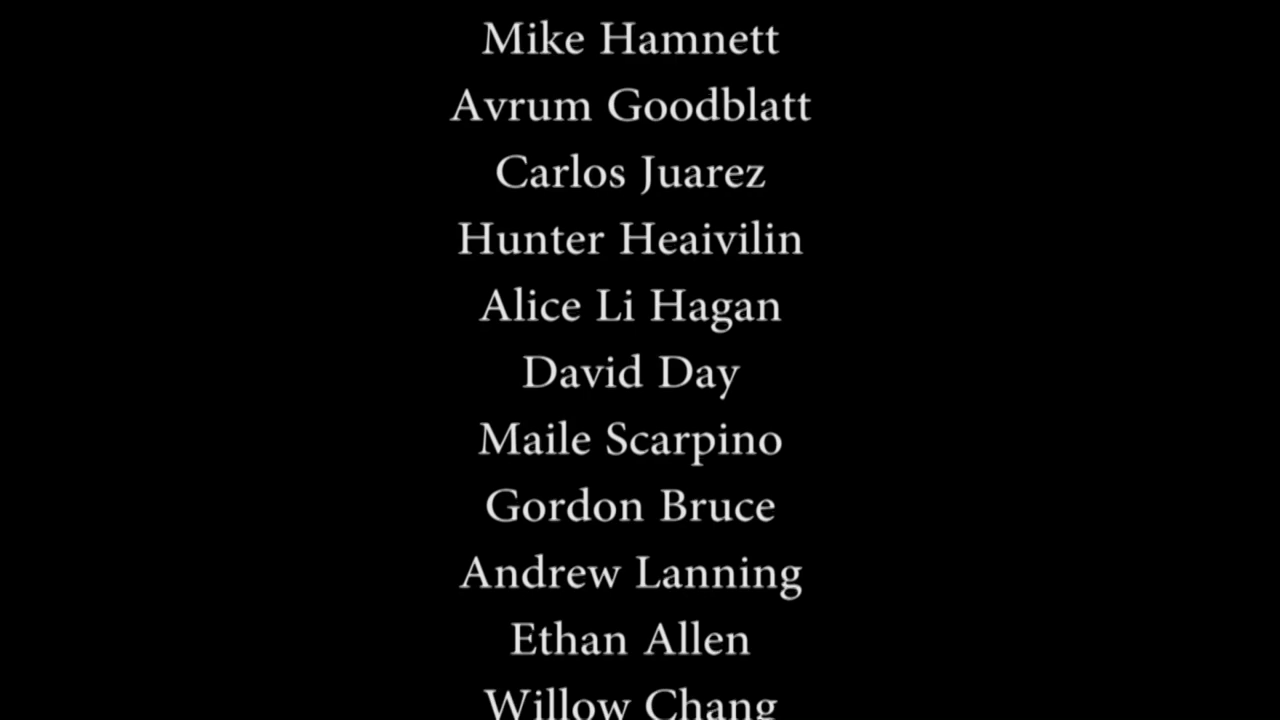 Mike Hamnett
Avrum Goodblatt
Carlos Juarez
Hunter Heaivilin
Alice Li Hagan
David Day
Maile Scarpino
Gordon Bruce
Andrew Lanning
Ethan Allen
Willow Chang